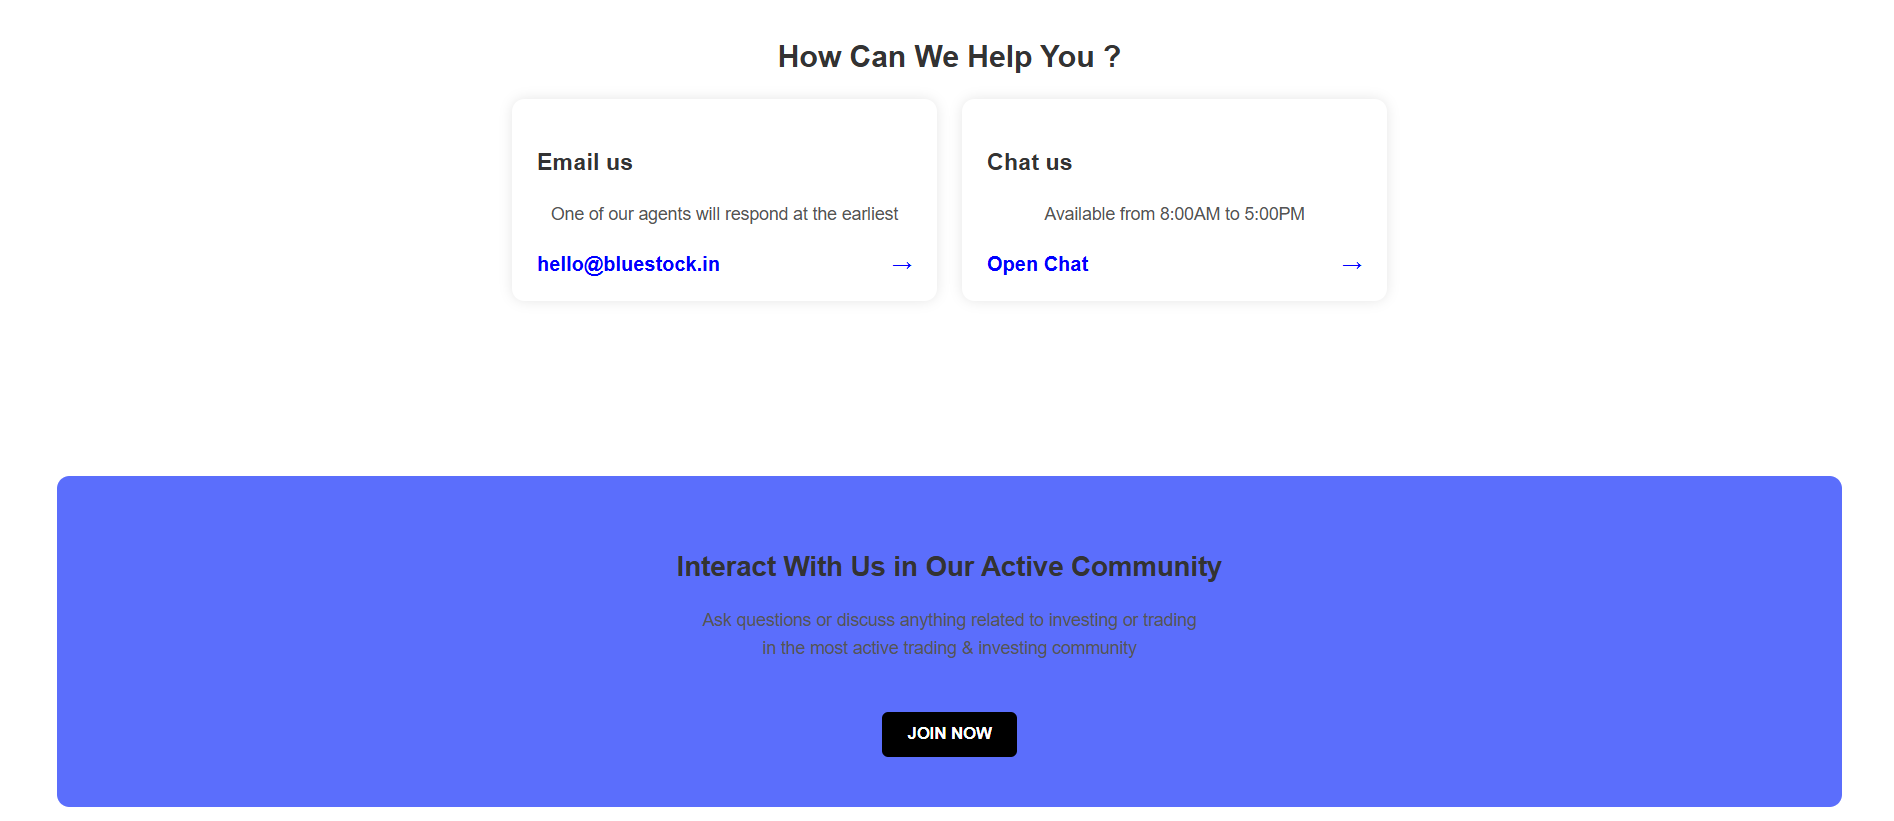 How Can We Help You ?
Email us
One of our agents will respond at the earliest
hello@bluestock.in →
Chat us
Available from 8:00AM to 5:00PM
Open Chat →
Interact With Us in Our Active Community
Ask questions or discuss anything related to investing or trading
in the most active trading & investing community
JOIN NOW